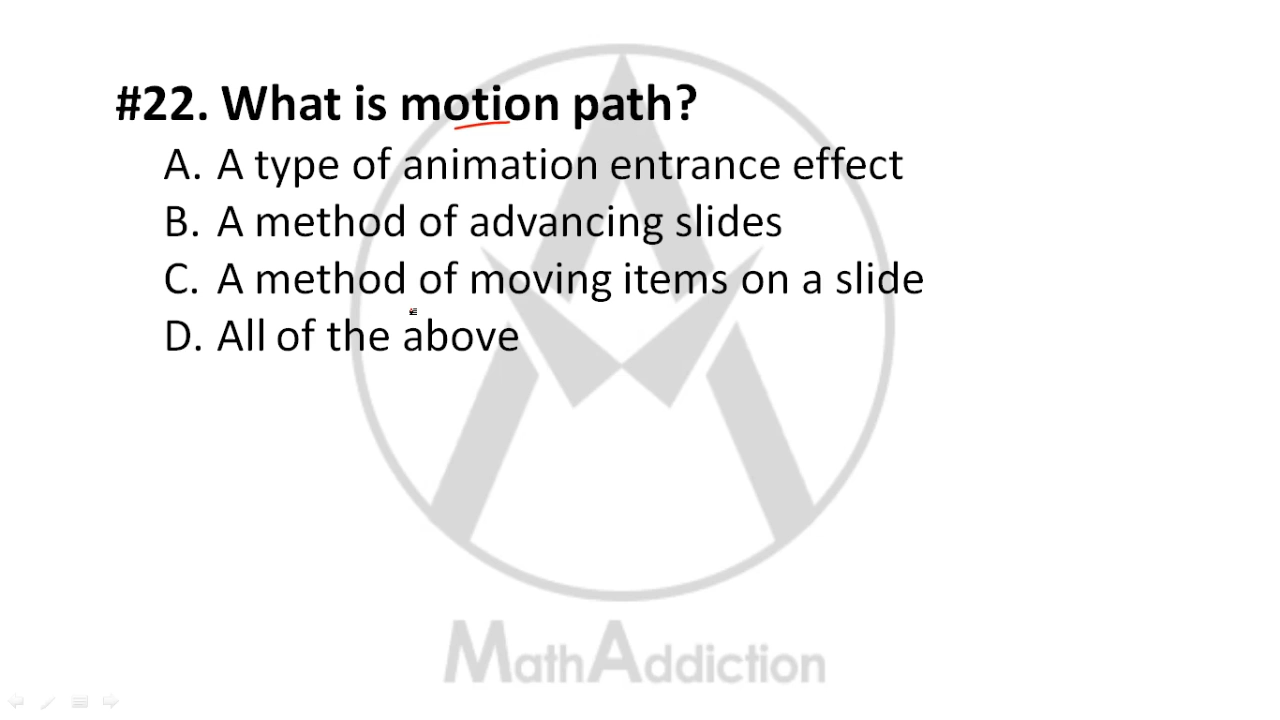 #22. What is motion path?
A. A type of animation entrance effect
B. A method of advancing slides
C. A method of moving items on a slide
D. All of the above
MathAddiction